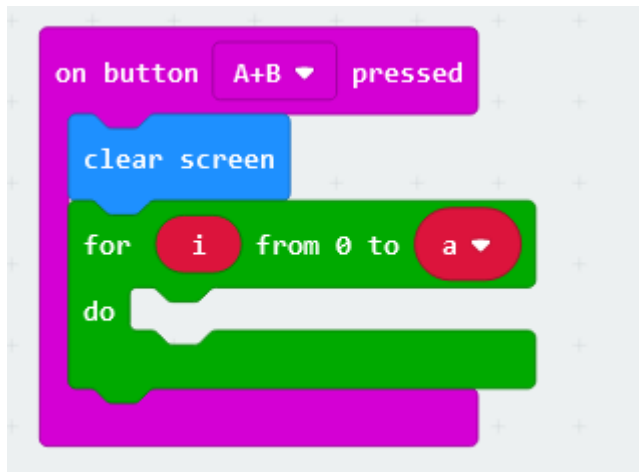 on button A+B pressed
clear screen
for i from 0 to a
do